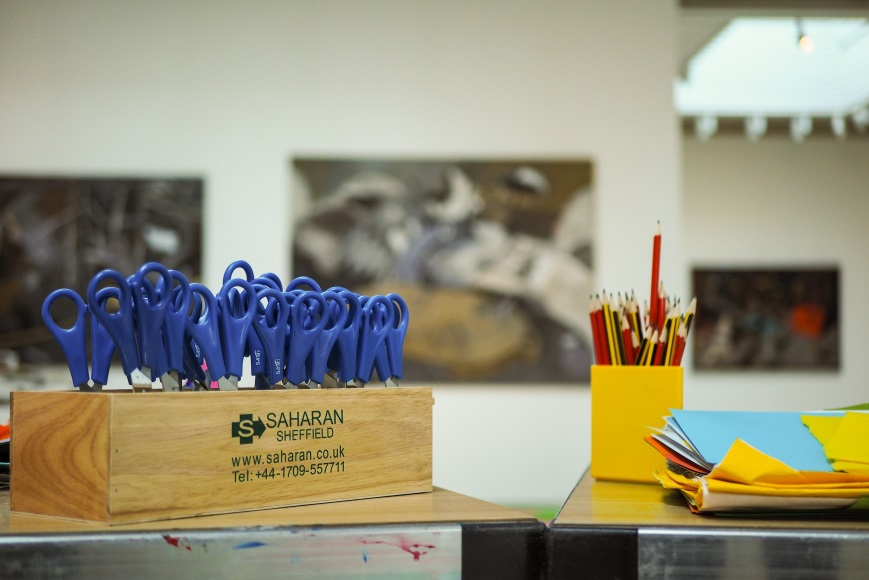 S SAHARAN
SHEFFIELD
www.saharan.co.uk
Tel: +44-1709-557711